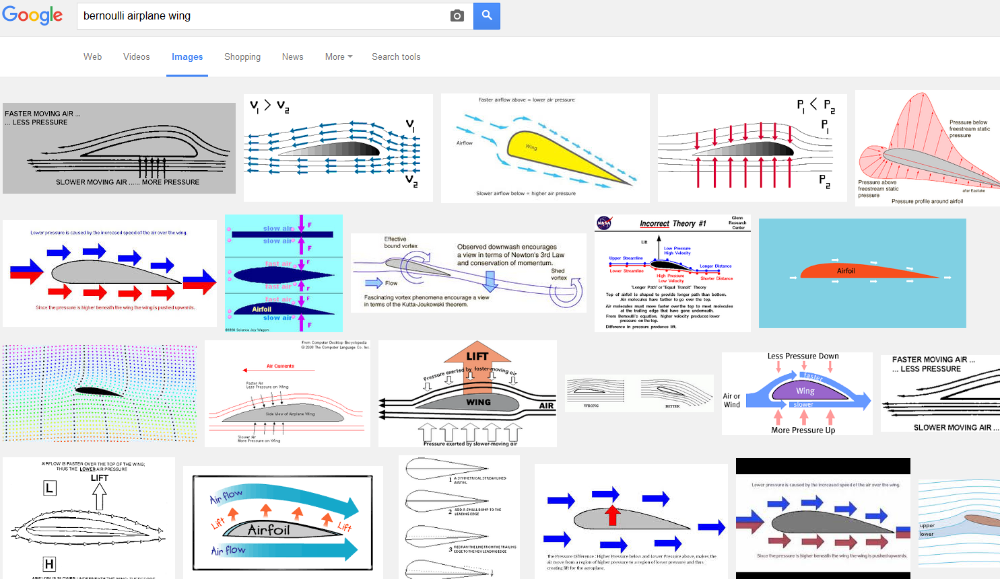 Google
bernoulli airplane wing
Web Videos Images Shopping News More Search tools
FASTER MOVING AIR ...
... LESS PRESSURE
SLOWER MOVING AIR ...... MORE PRESSURE
V1 > V2
V1
V2
Faster airflow above = lower air pressure
Airflow
Wing
Slower airflow below = higher air pressure
P1 < P2
P1
P2
Pressure below
freestream static
pressure
Pressure above
freestream static
pressure
after Eastlake
Pressure profile around airfoil
Lower pressure is caused by the increased speed of the air over the wing.
Since the pressure is higher beneath the wing the wing is pushed upwards.
slow air F
slow air F
fast air F
fast air F
fast air F
Airfoil
slow air F
©1998 Science Joy Wagon
Effective
bound vortex
Observed downwash encourages
a view in terms of Newton's 3rd Law
and conservation of momentum.
Shed
vortex
Flow
Fascinating vortex phenomena encourage a view
in terms of the Kutta-Joukowski theorem.
NASA
Incorrect Theory #1
Glenn
Research
Center
Lift
Low Pressure
High Velocity
Upper Streamline
Longer Distance
Lower Streamline
High Pressure
Low Velocity
Shorter Distance
"Longer Path" or "Equal Transit" Theory
Top of airfoil is shaped to provide longer path than bottom.
Air molecules have farther to go over the top.
Air molecules must move faster over the top to meet molecules
at the trailing edge that have gone underneath.
From Bernoulli's equation, higher velocity produces lower
pressure on the top.
Difference in pressure produces lift.
Airfoil
From Computer Desktop Encyclopedia
© 2001 The Computer Language Co. Inc.
Air Currents
Faster Air
Less Pressure on Wing
Side View of Airplane Wing
Slower Air
More Pressure on Wing
LIFT
Pressure exerted by faster-moving air
WING
AIR
Pressure exerted by slower-moving air
WRONG
BETTER
Less Pressure Down
faster
Air or
Wind
Wing
slower
More Pressure Up
FASTER MOVING AIR ...
... LESS PRESSURE
SLOWER MOVING AIR ...
AIRFLOW IS FASTER OVER THE TOP OF THE WING;
THUS THE LOWER AIR PRESSURE
LIFT
L
H
AIRFLOW IS SLOWER UNDERNEATH THE WING; THEREFORE
Air flow
Lift
Lift
Airfoil
Air flow
1 A SYMMETRICAL STREAMLINED
AIRFOIL
2 ADD A SMALL BUMP TO THE
LEADING EDGE
3 REDRAW THE LINE FROM THE TRAILING
EDGE TO THE NEW LEADING EDGE
The Pressure Difference : Higher Pressure below and Lower Pressure above, makes the
air move from a region of higher pressure to a region of lower pressure and thus
creating lift for the aeroplane.
Lower pressure is caused by the increased speed of the air over the wing.
Since the pressure is higher beneath the wing the wing is pushed upwards.
upper
lower